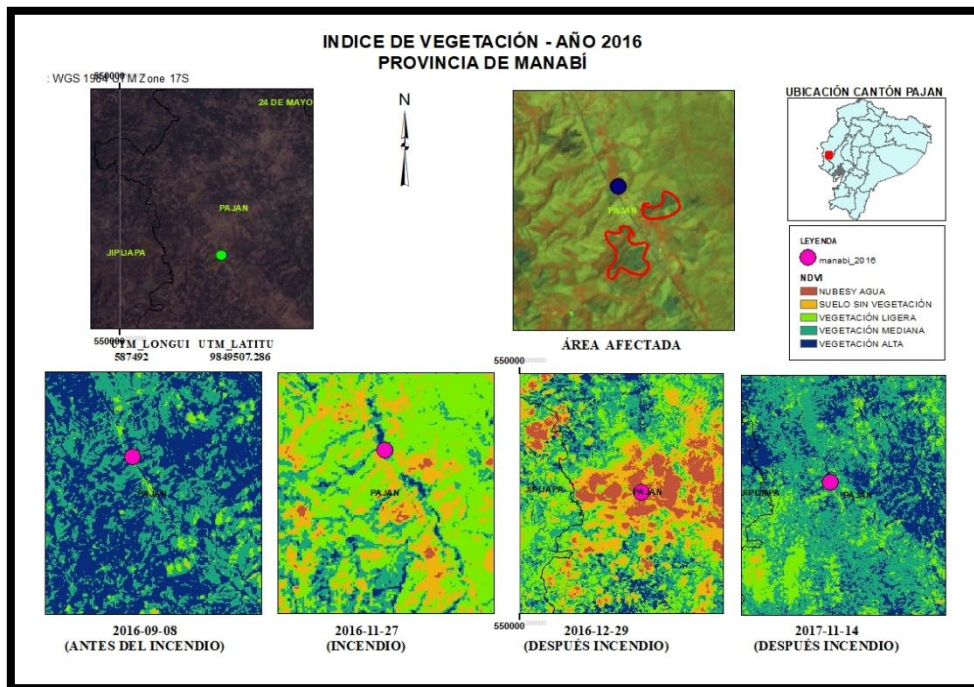 INDICE DE VEGETACIÓN - AÑO 2016
PROVINCIA DE MANABÍ
: WGS 1984 UTM Zone 17S
550000
24 DE MAYO
PAJAN
JIPIJAPA
550000
UTM_LONGUI UTM_LATITU
587492 9849507.286
N
PAJAN
ÁREA AFECTADA
UBICACIÓN CANTÓN PAJAN
LEYENDA
manabi_2016
NDVI
NUBES Y AGUA
SUELO SIN VEGETACIÓN
VEGETACIÓN LIGERA
VEGETACIÓN MEDIANA
VEGETACIÓN ALTA
PAJAN
2016-09-08
(ANTES DEL INCENDIO)
PAJAN
2016-11-27
(INCENDIO)
550000
JIPIJAPA
PAJAN
550000
2016-12-29
(DESPUÉS INCENDIO)
JIPIJAPA
PAJAN
2017-11-14
(DESPUÉS INCENDIO)